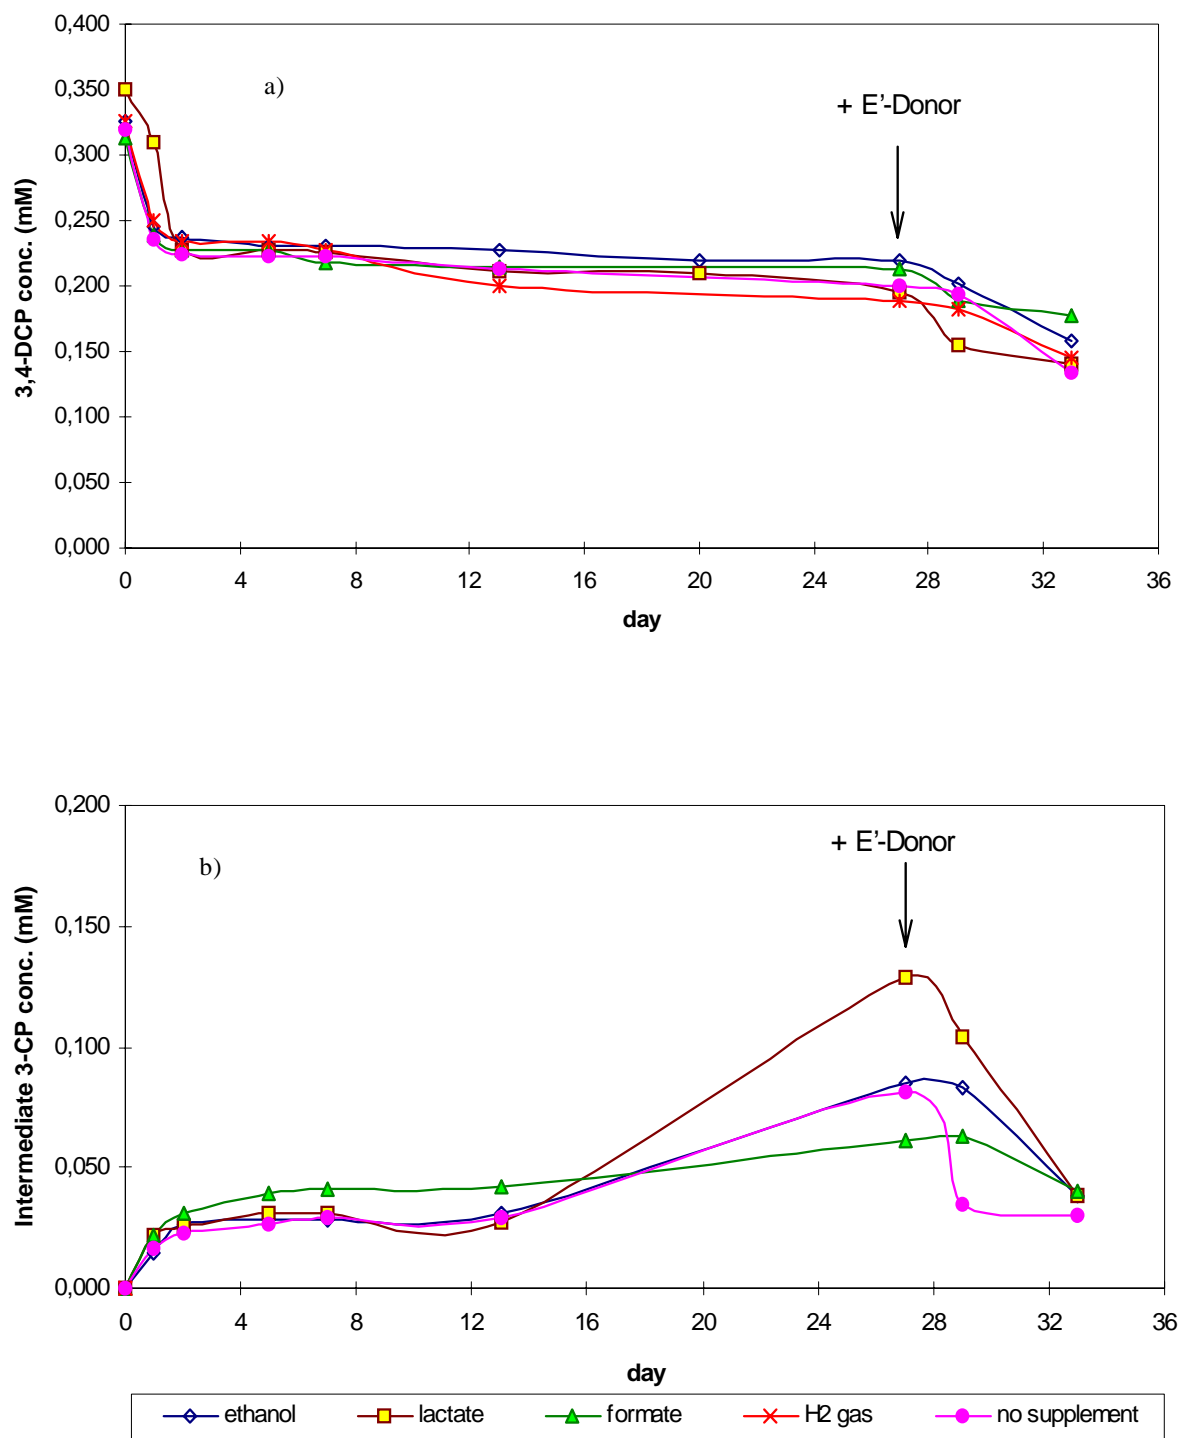 0,400
0,350
0,300
0,250
0,200
0,150
0,100
0,050
0,000
3,4-DCP conc. (mM)
a)
+ E'-Donor
0 4 8 12 16 20 24 28 32 36
day
0,200
0,150
0,100
0,050
0,000
Intermediate 3-CP conc. (mM)
b)
+ E'-Donor
0 4 8 12 16 20 24 28 32 36
day
ethanol lactate formate H2 gas no supplement